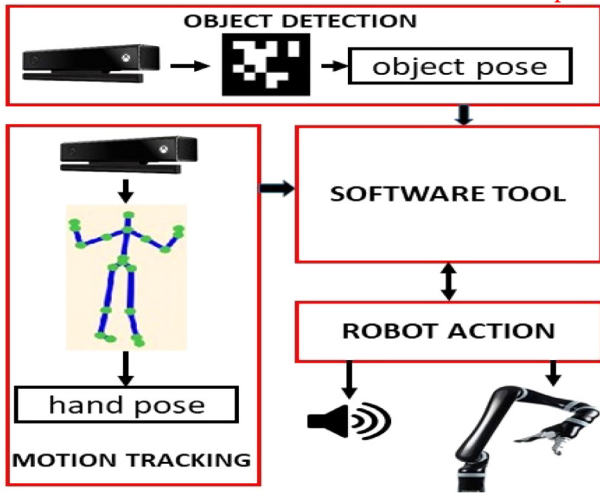 OBJECT DETECTION
object pose
SOFTWARE TOOL
ROBOT ACTION
hand pose
MOTION TRACKING